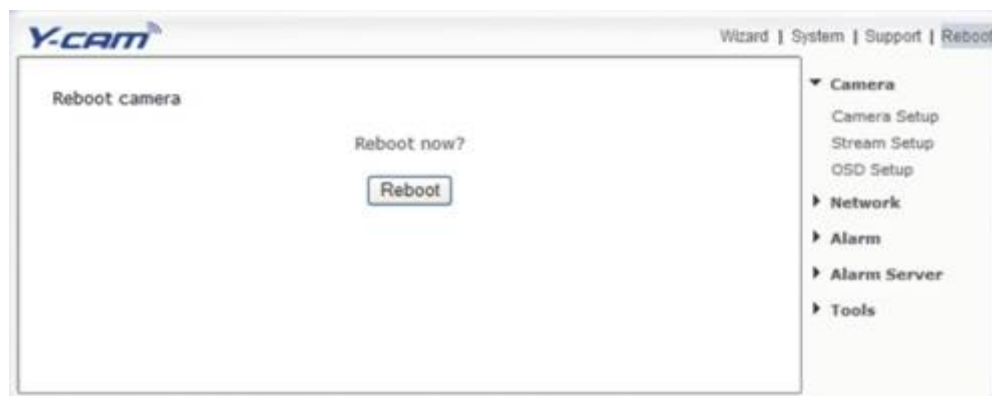 Y-cam
Wizard | System | Support | Reboot
Reboot camera
Reboot now?
Reboot
Camera
Camera Setup
Stream Setup
OSD Setup
Network
Alarm
Alarm Server
Tools